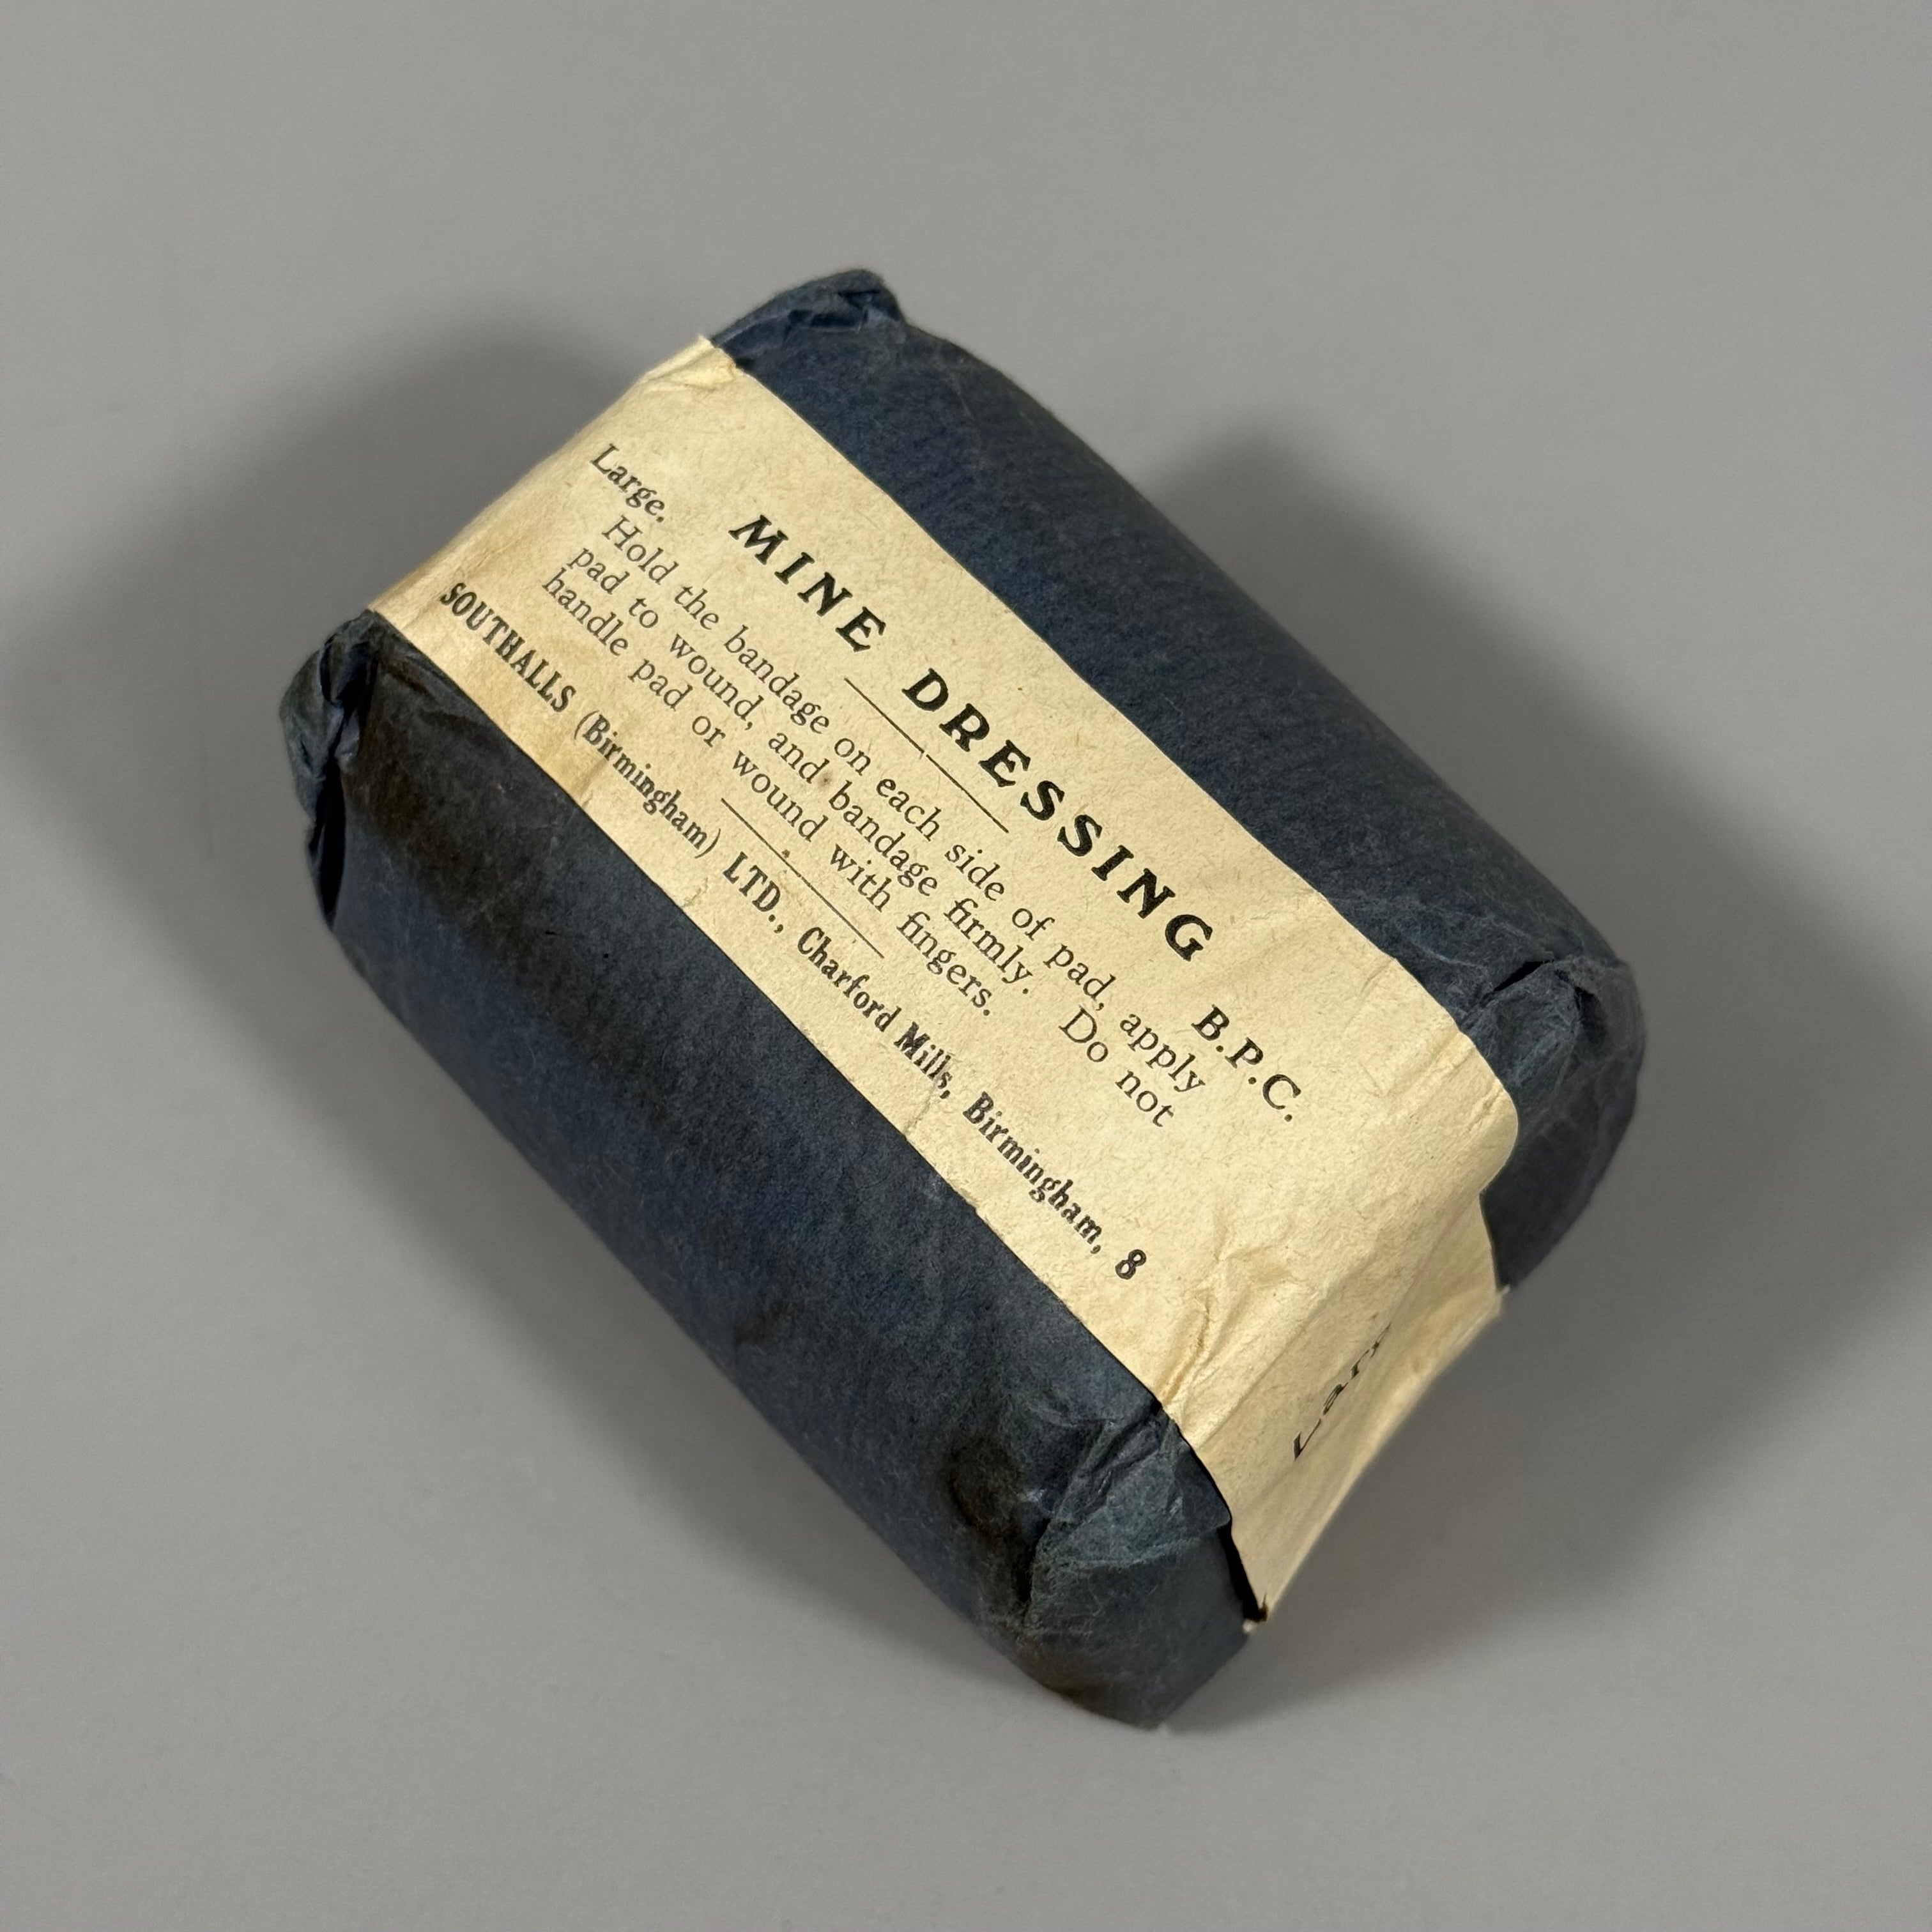 Large.
MINE DRESSING
B.P.C.
Hold the bandage on each side of pad, apply
pad to wound, and bandage firmly. Do not
handle pad or wound with fingers.
SOUTHALLS (Birmingham) LTD., Charford Mills, Birmingham, 8